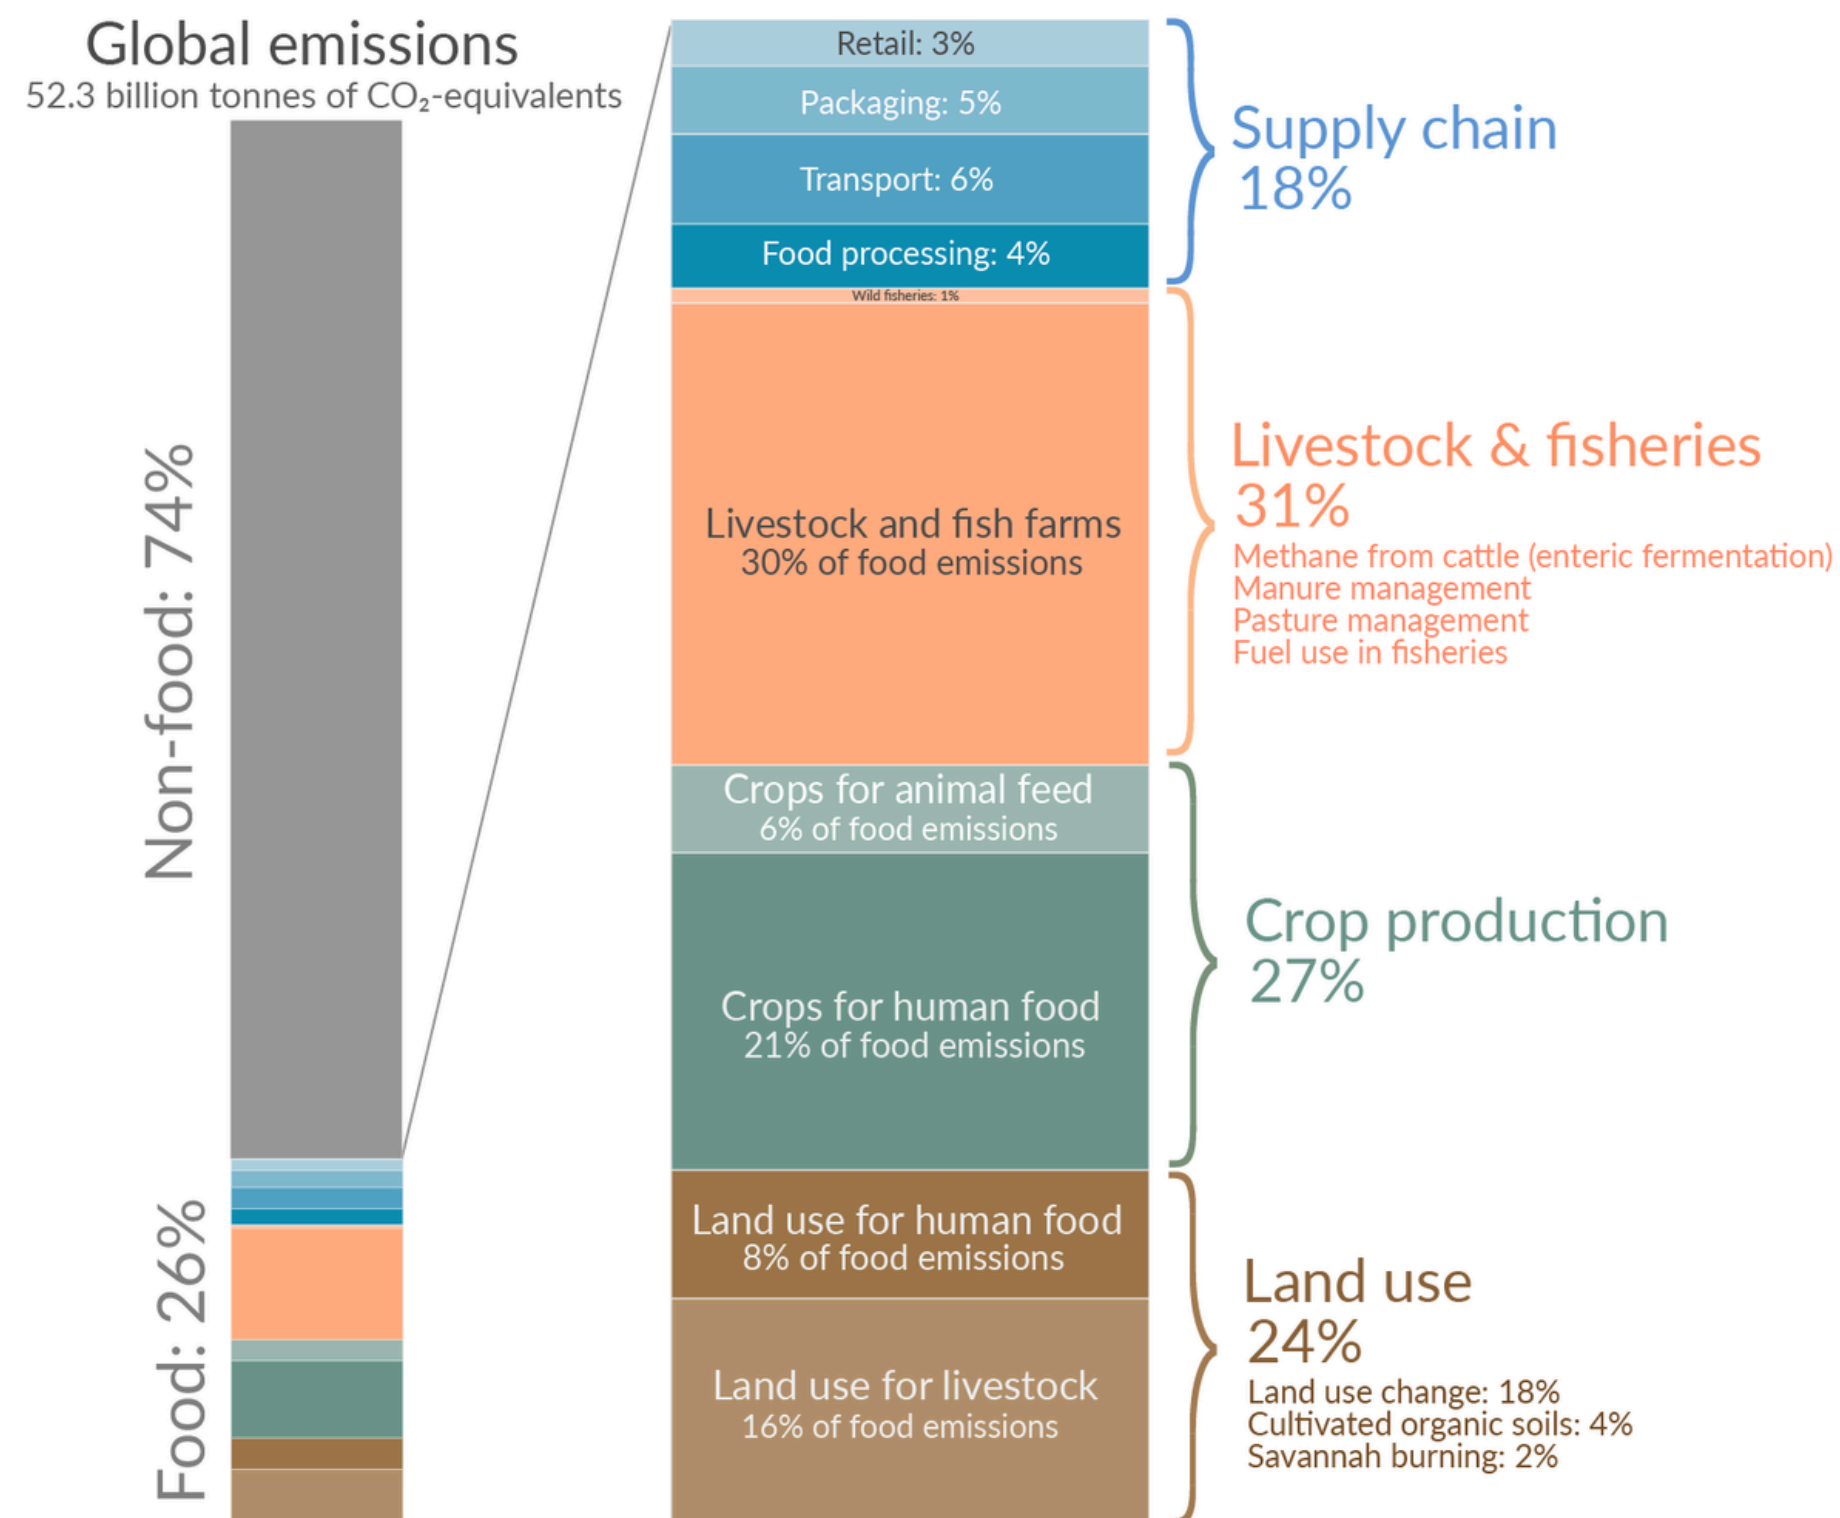 Global emissions
52.3 billion tonnes of CO₂-equivalents
Non-food: 74%
Food: 26%
Retail: 3%
Packaging: 5%
Transport: 6%
Food processing: 4%
Wild fisheries: 1%
Livestock and fish farms
30% of food emissions
Crops for animal feed
6% of food emissions
Crops for human food
21% of food emissions
Land use for human food
8% of food emissions
Land use for livestock
16% of food emissions
Supply chain
18%
Livestock & fisheries
31%
Methane from cattle (enteric fermentation)
Manure management
Pasture management
Fuel use in fisheries
Crop production
27%
Land use
24%
Land use change: 18%
Cultivated organic soils: 4%
Savannah burning: 2%